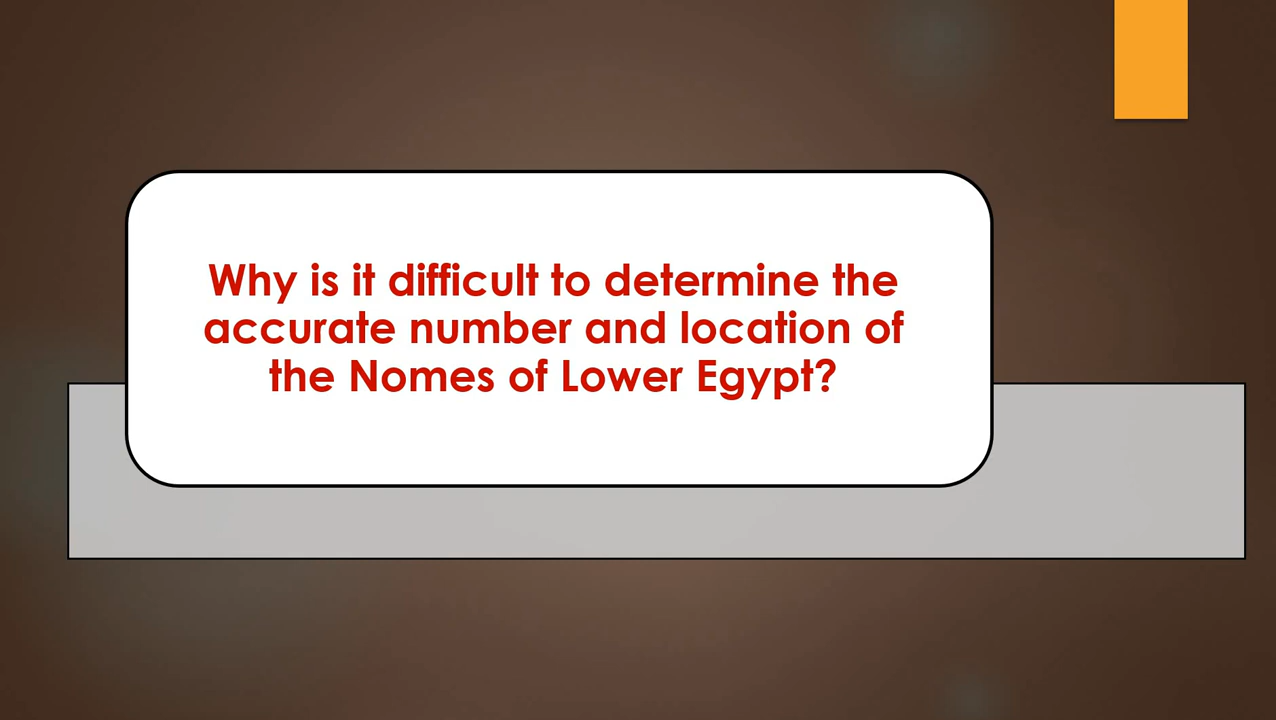 Why is it difficult to determine the
accurate number and location of
the Nomes of Lower Egypt?